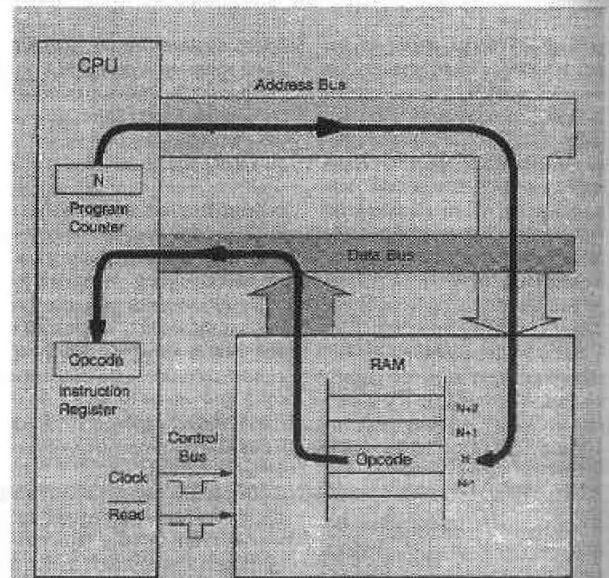 CPU
Address Bus
N
Program
Counter
Data Bus
Opcode
Instruction
Register
RAM
N+2
N+1
Opcode
N
Control
Bus
Clock
Read